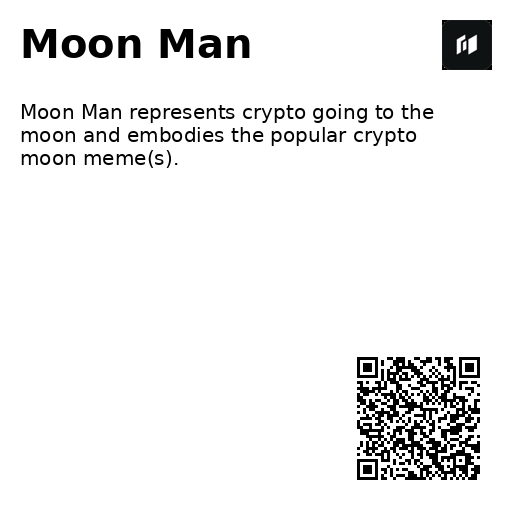 Moon Man
Moon Man represents crypto going to the
moon and embodies the popular crypto
moon meme(s).